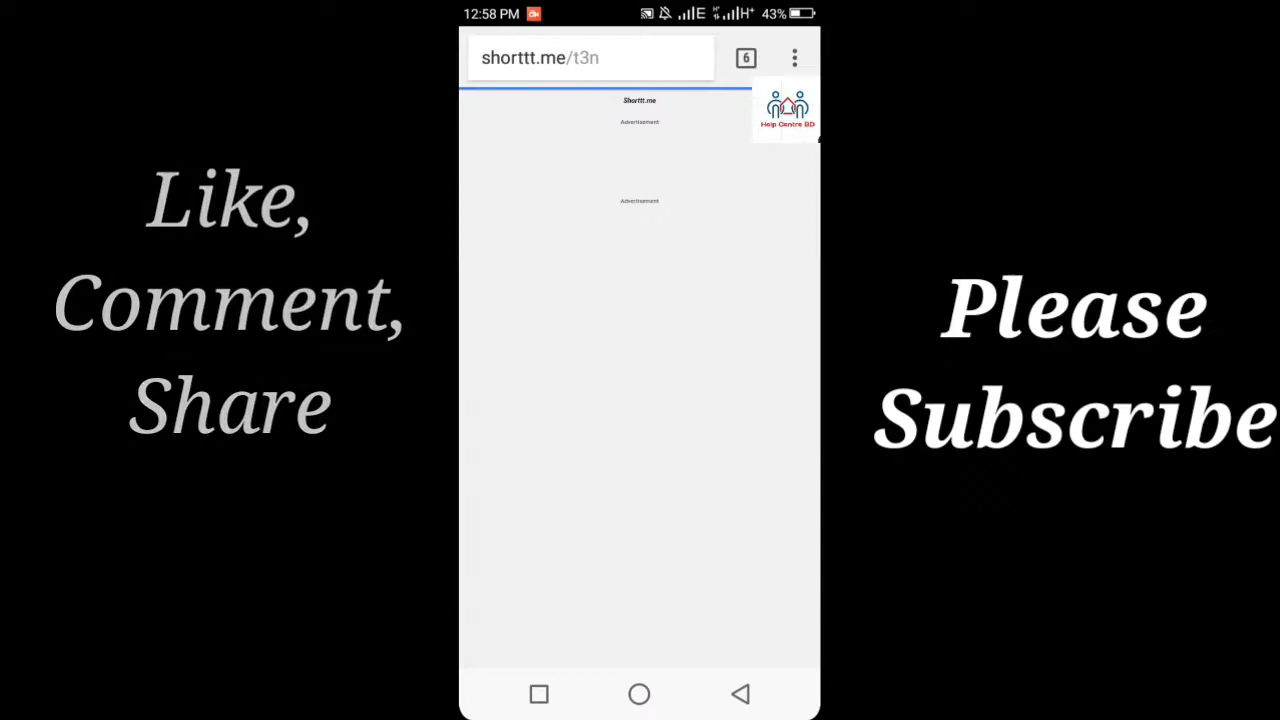 12:58 PM
E
H+
H+
43%
shorttt.me/t3n
6
Shorttt.me
Advertisement
Help Centre BD
Advertisement
Like,
Comment,
Share
Please
Subscribe